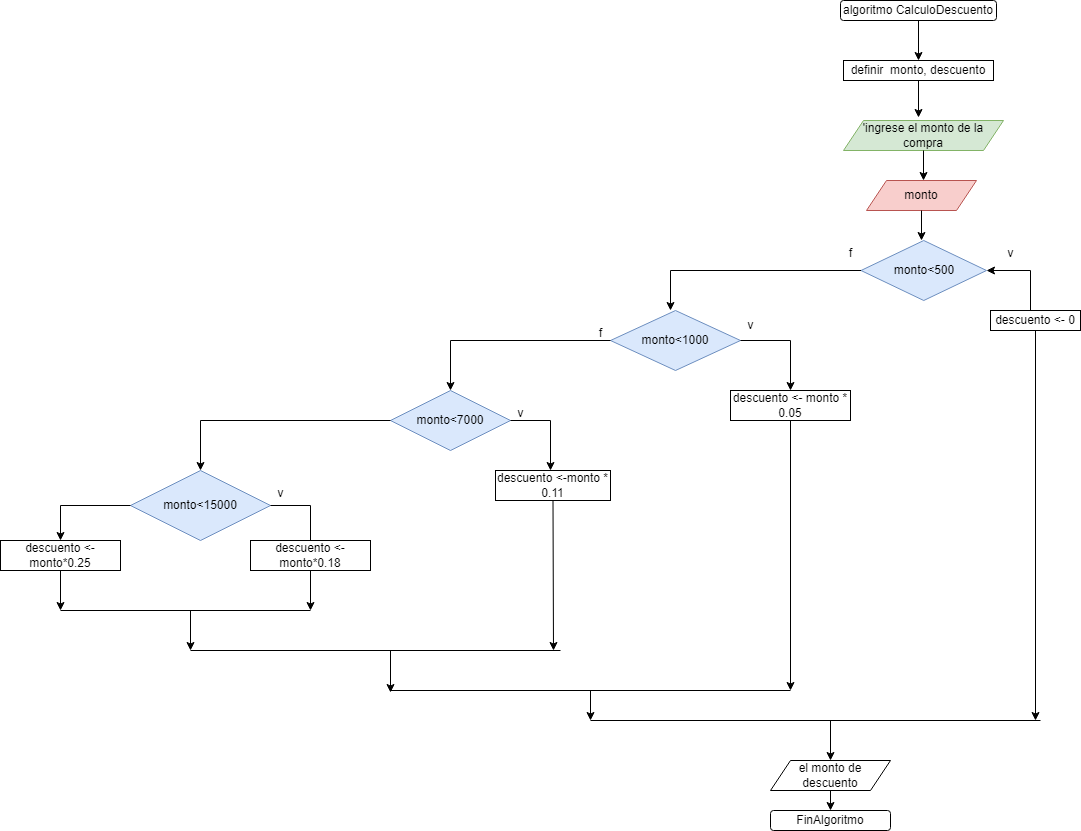 algoritmo CalculoDescuento
definir  monto, descuento
'ingrese el monto de la
compra
monto
f
v
monto<500
descuento <- 0
f
v
monto<1000
descuento <- monto *
0.05
monto<7000
v
descuento <-monto *
0.11
monto<15000
v
descuento <-
monto*0.25
descuento <-
monto*0.18
el monto de
descuento
FinAlgoritmo